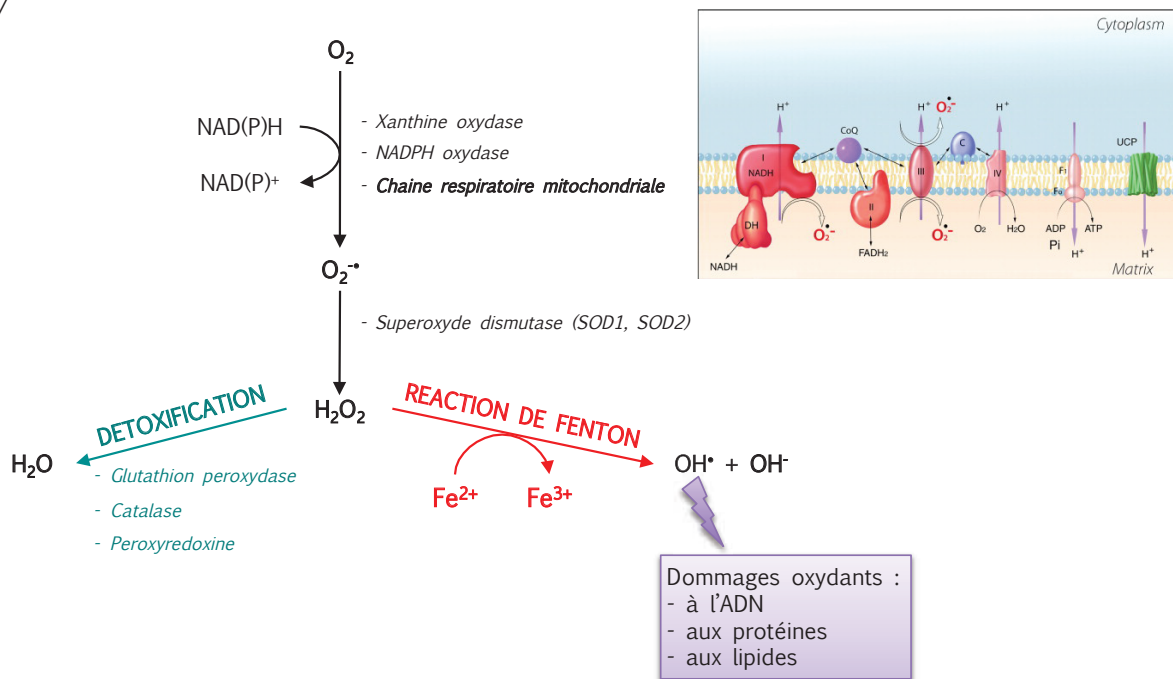 O₂
NAD(P)H
NAD(P)⁺
- Xanthine oxydase
- NADPH oxydase
- Chaine respiratoire mitochondriale
O₂⁻•
- Superoxyde dismutase (SOD1, SOD2)
H₂O₂
DETOXIFICATION
H₂O
- Glutathion peroxydase
- Catalase
- Peroxyredoxine
REACTION DE FENTON
Fe²⁺
Fe³⁺
OH• + OH⁻
Dommages oxydants :
- à l'ADN
- aux protéines
- aux lipides
Cytoplasm
H⁺
H⁺
O₂•⁻
H⁺
CoQ
C
UCP
I
NADH
III
IV
F₁
F₀
II
DH
O₂•⁻
O₂•⁻
O₂
H₂O
ADP
ATP
Pi
FADH₂
NADH
H⁺
H⁺
Matrix